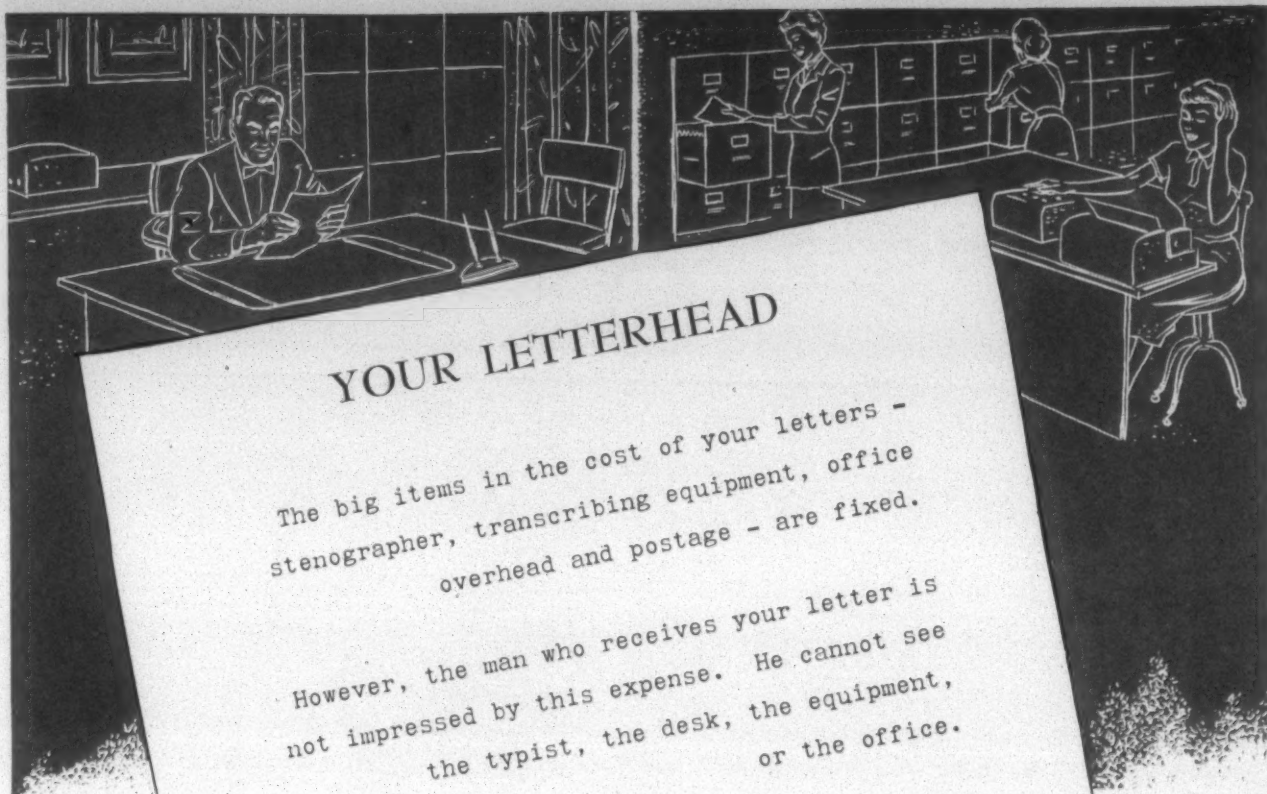 YOUR LETTERHEAD
The big items in the cost of your letters -
stenographer, transcribing equipment, office
overhead and postage - are fixed.
However, the man who receives your letter is
not impressed by this expense. He cannot see
the typist, the desk, the equipment,
or the office.